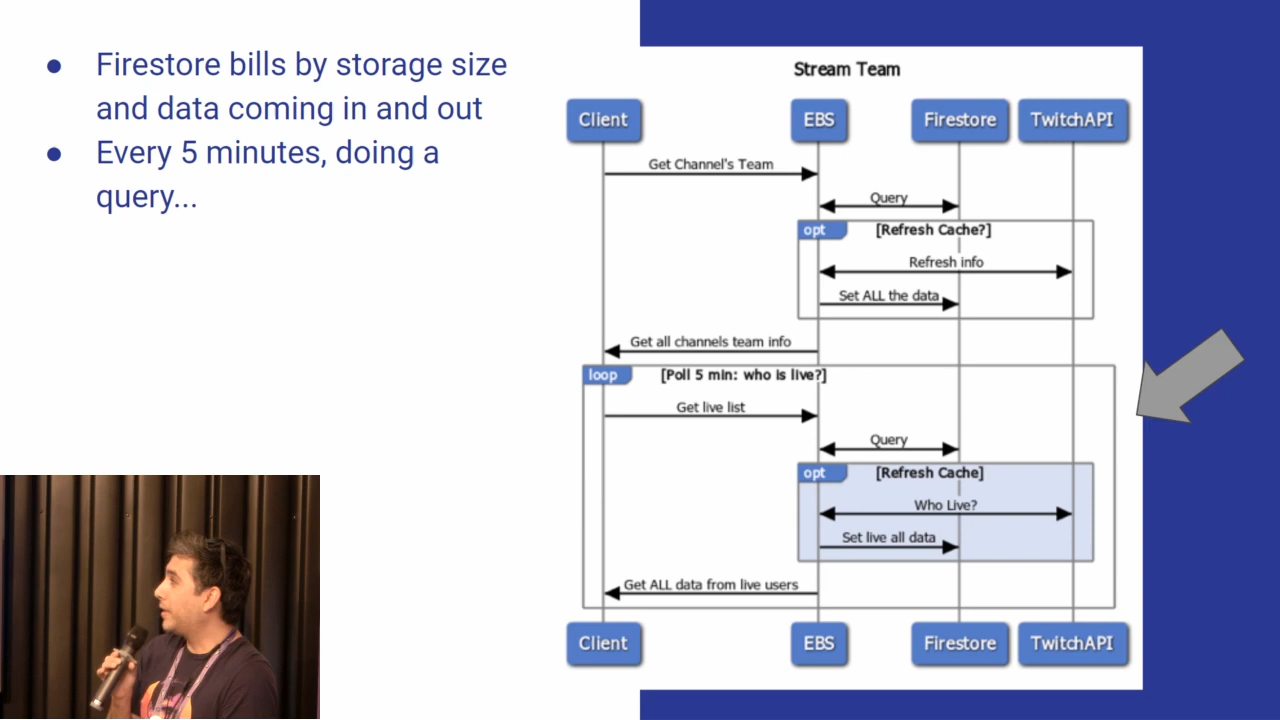 Firestore bills by storage size
and data coming in and out
Every 5 minutes, doing a
query...
Stream Team
Client
EBS
Firestore
TwitchAPI
Get Channel's Team
Query
opt
[Refresh Cache?]
Refresh info
Set ALL the data
Get all channels team info
loop
[Poll 5 min: who is live?]
Get live list
Query
opt
[Refresh Cache]
Who Live?
Set live all data
Get ALL data from live users
Client
EBS
Firestore
TwitchAPI